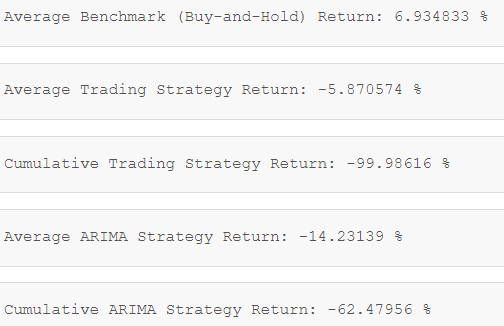 Average Benchmark (Buy-and-Hold) Return: 6.934833 %
Average Trading Strategy Return: -5.870574 %
Cumulative Trading Strategy Return: -99.98616 %
Average ARIMA Strategy Return: -14.23139 %
Cumulative ARIMA Strategy Return: -62.47956 %